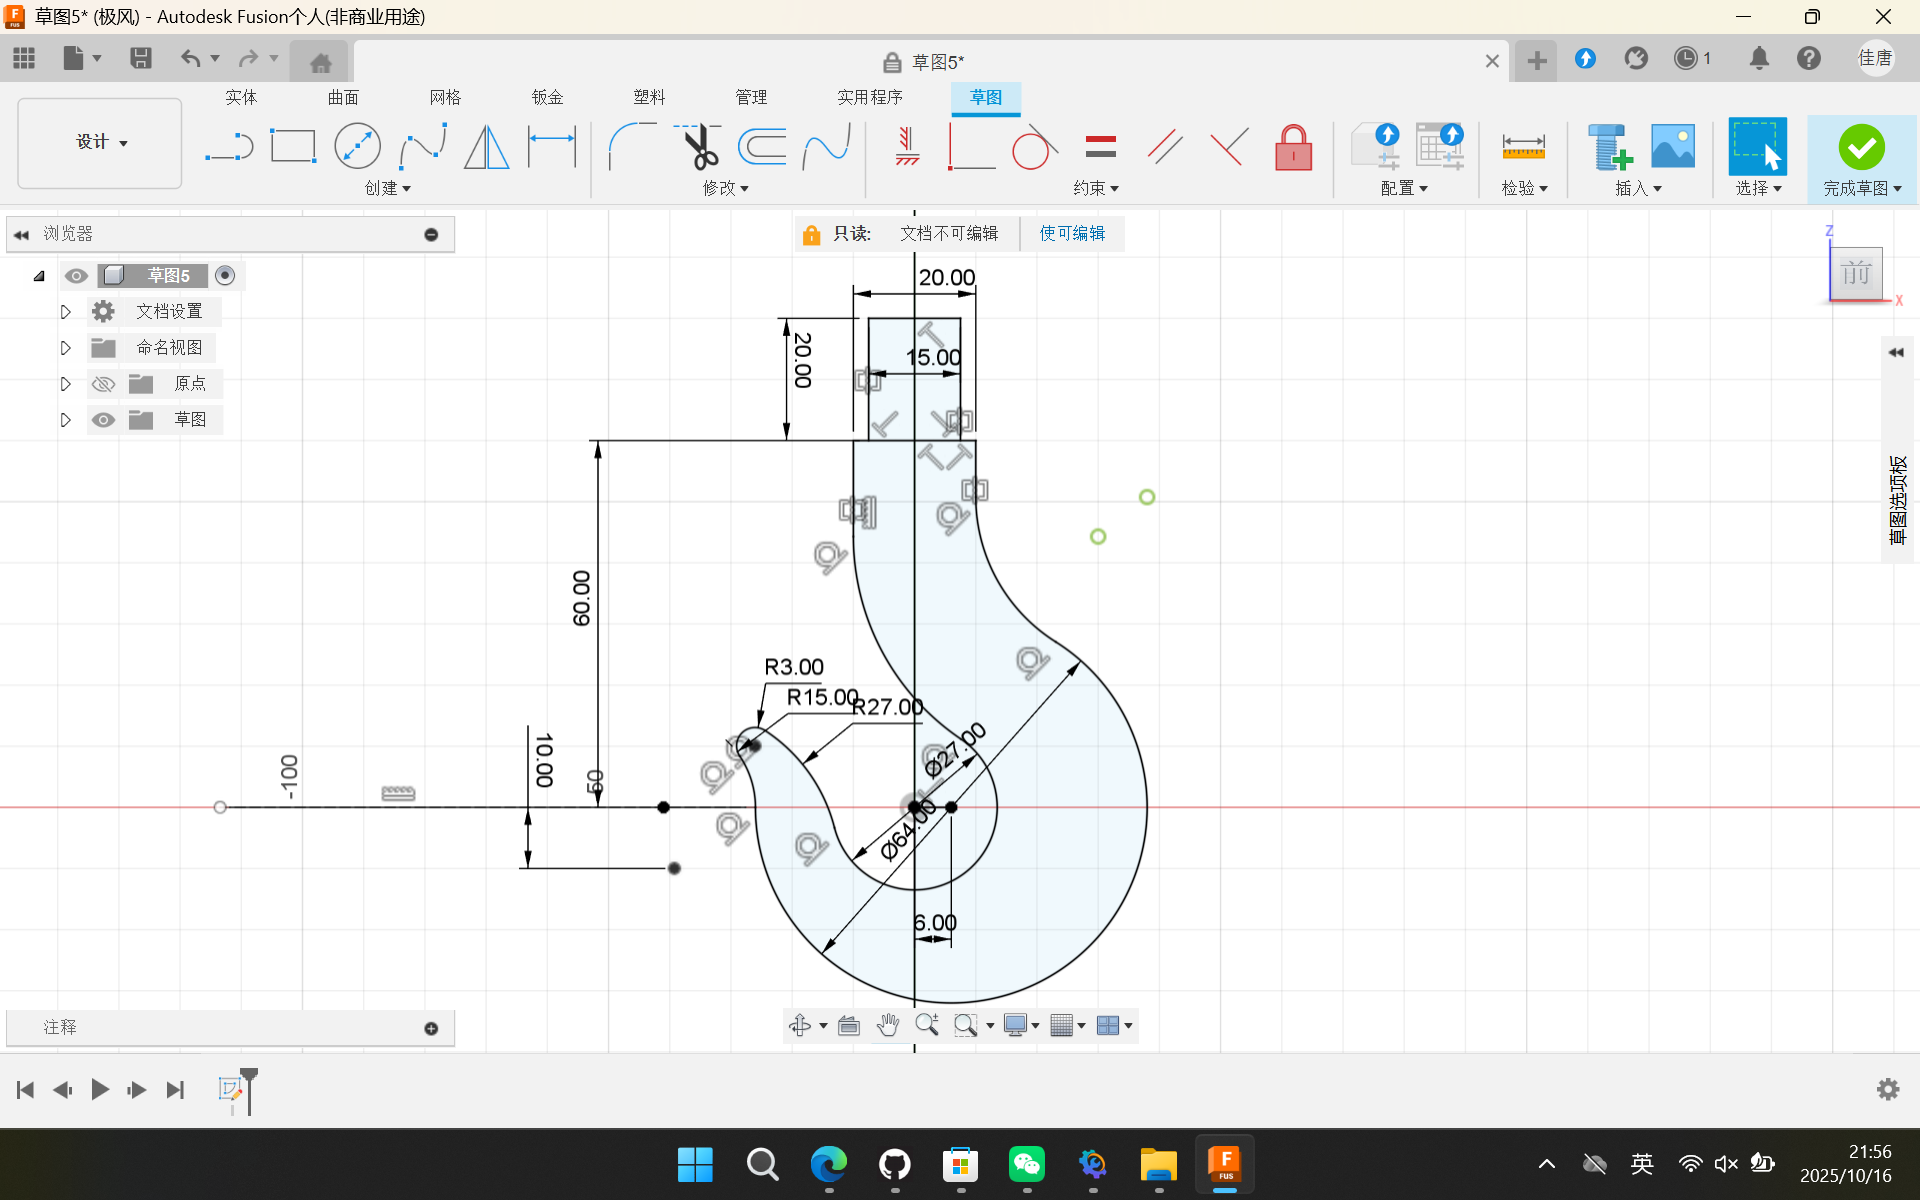 草图5* (极风) - Autodesk Fusion个人(非商业用途)
草图5*
1
佳唐
设计
实体
曲面
网格
钣金
塑料
管理
实用程序
草图
创建
修改
约束
配置
检验
插入
选择
完成草图
浏览器
只读:
文档不可编辑
使可编辑
草图5
文档设置
命名视图
原点
草图
Z
前
X
草图选项板
20.00
20.00
15.00
60.00
R3.00
R15.00
R27.00
Ø27.00
10.00
-100
50
Ø64.00
6.00
注释
FUS
英
21:56
2025/10/16